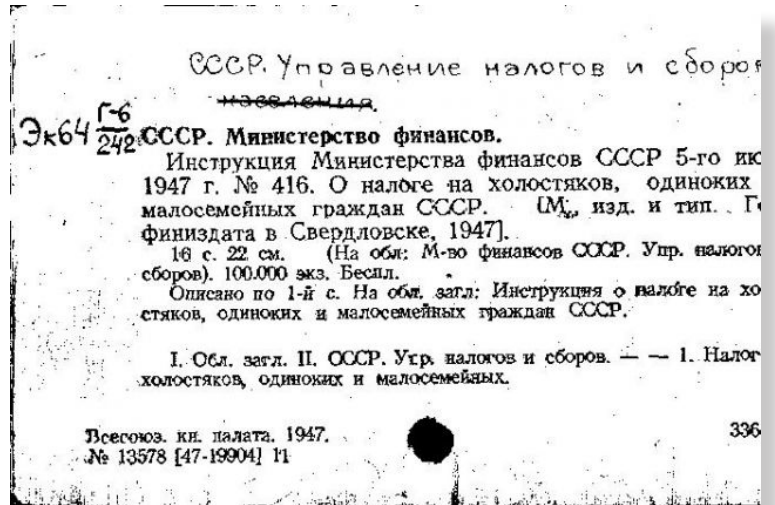 СССР. Управление налогов и сборов
населения.
Эк64 Г-6
242
СССР. Министерство финансов.
Инструкция Министерства финансов СССР 5-го ию
1947 г. № 416. О налоге на холостяков, одиноких
малосемейных граждан СССР. [М., изд. и тип. Го
финиздата в Свердловске, 1947].
16 с. 22 см. (На обл: М-во финансов СССР. Упр. налогов
сборов). 100.000 экз. Беспл.
Описано по 1-й с. На обл. загл: Инструкция о налоге на хо
стяков, одиноких и малосемейных граждан СССР.
I. Обл. загл. II. СССР. Упр. налогов и сборов. — — 1. Налог
холостяков, одиноких и малосемейных.
Всесоюз. кн. палата. 1947.
336
№ 13578 [47-19904] 11